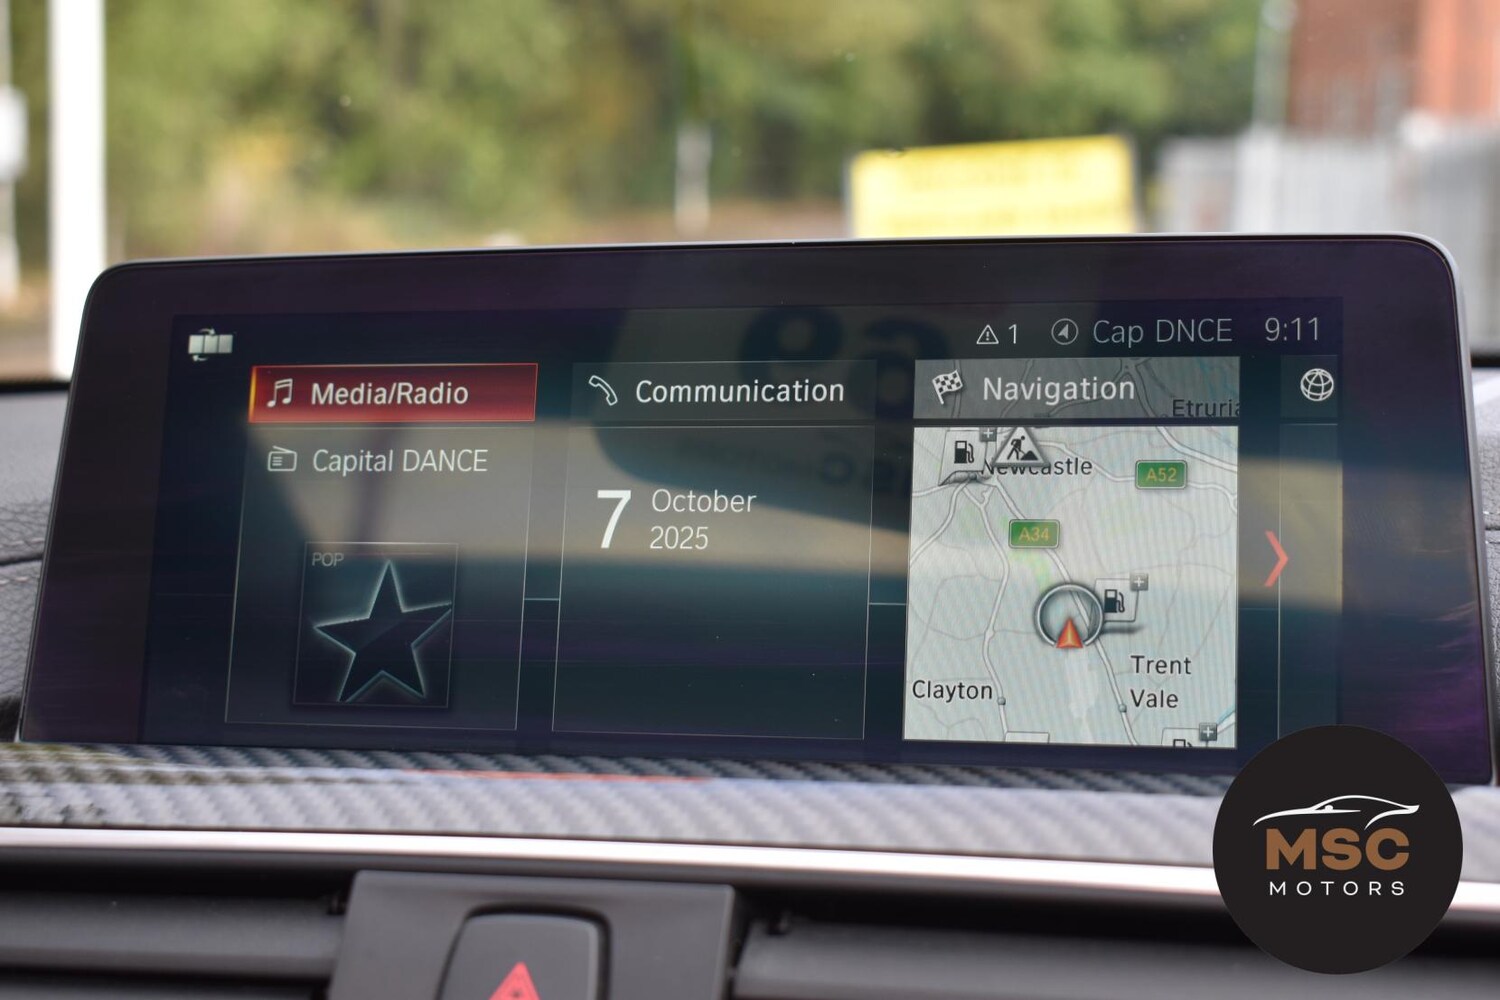 1 Cap DNCE 9:11
Media/Radio
Communication
Navigation
Capital DANCE
POP
7 October
2025
Etruria
Newcastle
A52
A34
Clayton
Trent
Vale
MSC
MOTORS